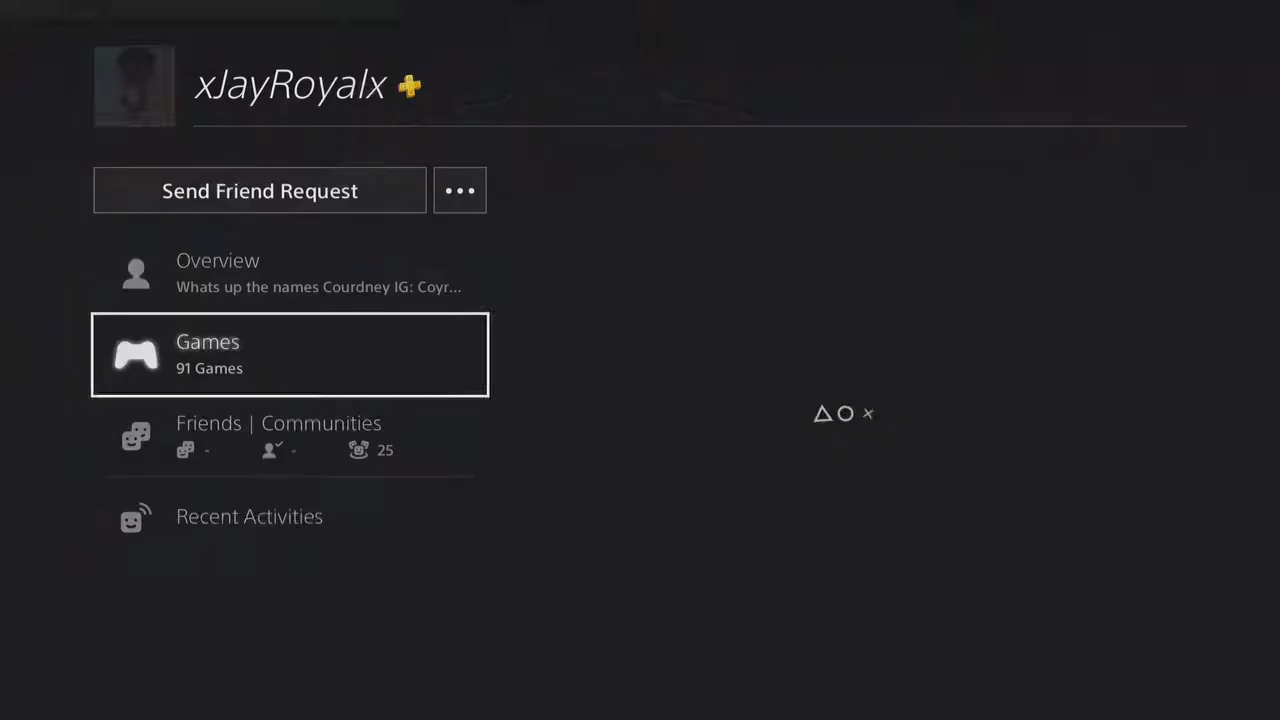 xJayRoyalx
Send Friend Request
Overview
Whats up the names Courdney IG: Coyr...
Games
91 Games
Friends | Communities
- - 25
Recent Activities